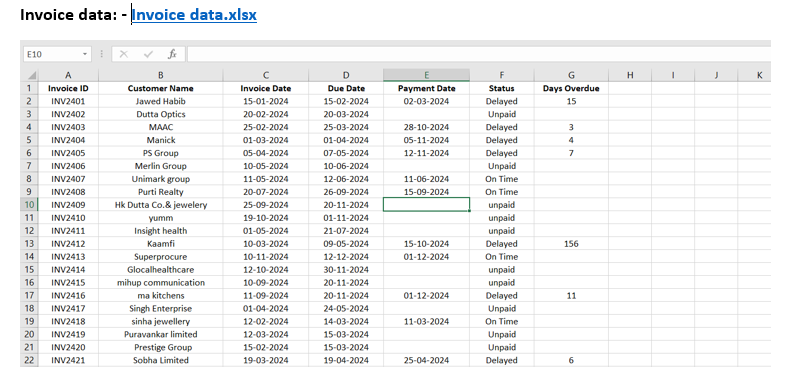 Invoice data: - Invoice data.xlsx
E10 fx
A B C D E F G H I J K
1 Invoice ID Customer Name Invoice Date Due Date Payment Date Status Days Overdue
2 INV2401 Jawed Habib 15-01-2024 15-02-2024 02-03-2024 Delayed 15
3 INV2402 Dutta Optics 20-02-2024 20-03-2024 Unpaid
4 INV2403 MAAC 25-02-2024 25-03-2024 28-10-2024 Delayed 3
5 INV2404 Manick 01-03-2024 01-04-2024 05-11-2024 Delayed 4
6 INV2405 PS Group 05-04-2024 07-05-2024 12-11-2024 Delayed 7
7 INV2406 Merlin Group 10-05-2024 10-06-2024 Unpaid
8 INV2407 Unimark group 11-05-2024 12-06-2024 11-06-2024 On Time
9 INV2408 Purti Realty 20-07-2024 26-09-2024 15-09-2024 On Time
10 INV2409 Hk Dutta Co.& jewelery 25-09-2024 20-11-2024 unpaid
11 INV2410 yumm 19-10-2024 01-11-2024 unpaid
12 INV2411 Insight health 01-05-2024 21-07-2024 unpaid
13 INV2412 Kaamfi 10-03-2024 09-05-2024 15-10-2024 Delayed 156
14 INV2413 Superprocure 10-11-2024 12-12-2024 01-12-2024 On Time
15 INV2414 Glocalhealthcare 12-10-2024 30-11-2024 unpaid
16 INV2415 mihup communication 10-09-2024 20-11-2024 unpaid
17 INV2416 ma kitchens 11-09-2024 20-11-2024 01-12-2024 Delayed 11
18 INV2417 Singh Enterprise 01-04-2024 24-05-2024 Unpaid
19 INV2418 sinha jewellery 12-02-2024 14-03-2024 11-03-2024 On Time
20 INV2419 Puravankar limited 12-03-2024 15-03-2024 Unpaid
21 INV2420 Prestige Group 15-02-2024 15-03-2024 Unpaid
22 INV2421 Sobha Limited 19-03-2024 19-04-2024 25-04-2024 Delayed 6